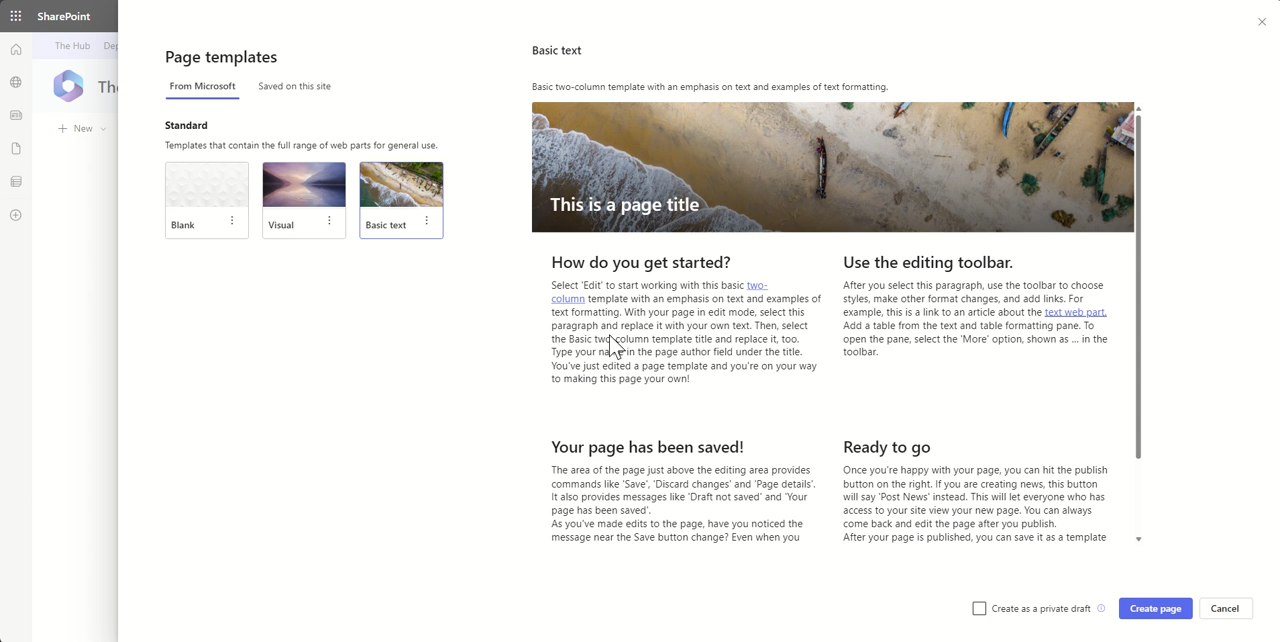 SharePoint
The Hub
Dep
The
New
Page templates
From Microsoft
Saved on this site
Standard
Templates that contain the full range of web parts for general use.
Blank
Visual
Basic text
Basic text
Basic two-column template with an emphasis on text and examples of text formatting.
This is a page title
How do you get started?
Select 'Edit' to start working with this basic two-
column template with an emphasis on text and examples of
text formatting. With your page in edit mode, select this
paragraph and replace it with your own text. Then, select
the Basic two-column template title and replace it, too.
Type your name in the page author field under the title.
You've just edited a page template and you're on your way
to making this page your own!
Use the editing toolbar.
After you select this paragraph, use the toolbar to choose
styles, make other format changes, and add links. For
example, this is a link to an article about the text web part.
Add a table from the text and table formatting pane. To
open the pane, select the 'More' option, shown as ... in the
toolbar.
Your page has been saved!
The area of the page just above the editing area provides
commands like 'Save', 'Discard changes' and 'Page details'.
It also provides messages like 'Draft not saved' and 'Your
page has been saved'.
As you've made edits to the page, have you noticed the
message near the Save button change? Even when you
Ready to go
Once you're happy with your page, you can hit the publish
button on the right. If you are creating news, this button
will say 'Post News' instead. This will let everyone who has
access to your site view your new page. You can always
come back and edit the page after you publish.
After your page is published, you can save it as a template
Create as a private draft
Create page
Cancel